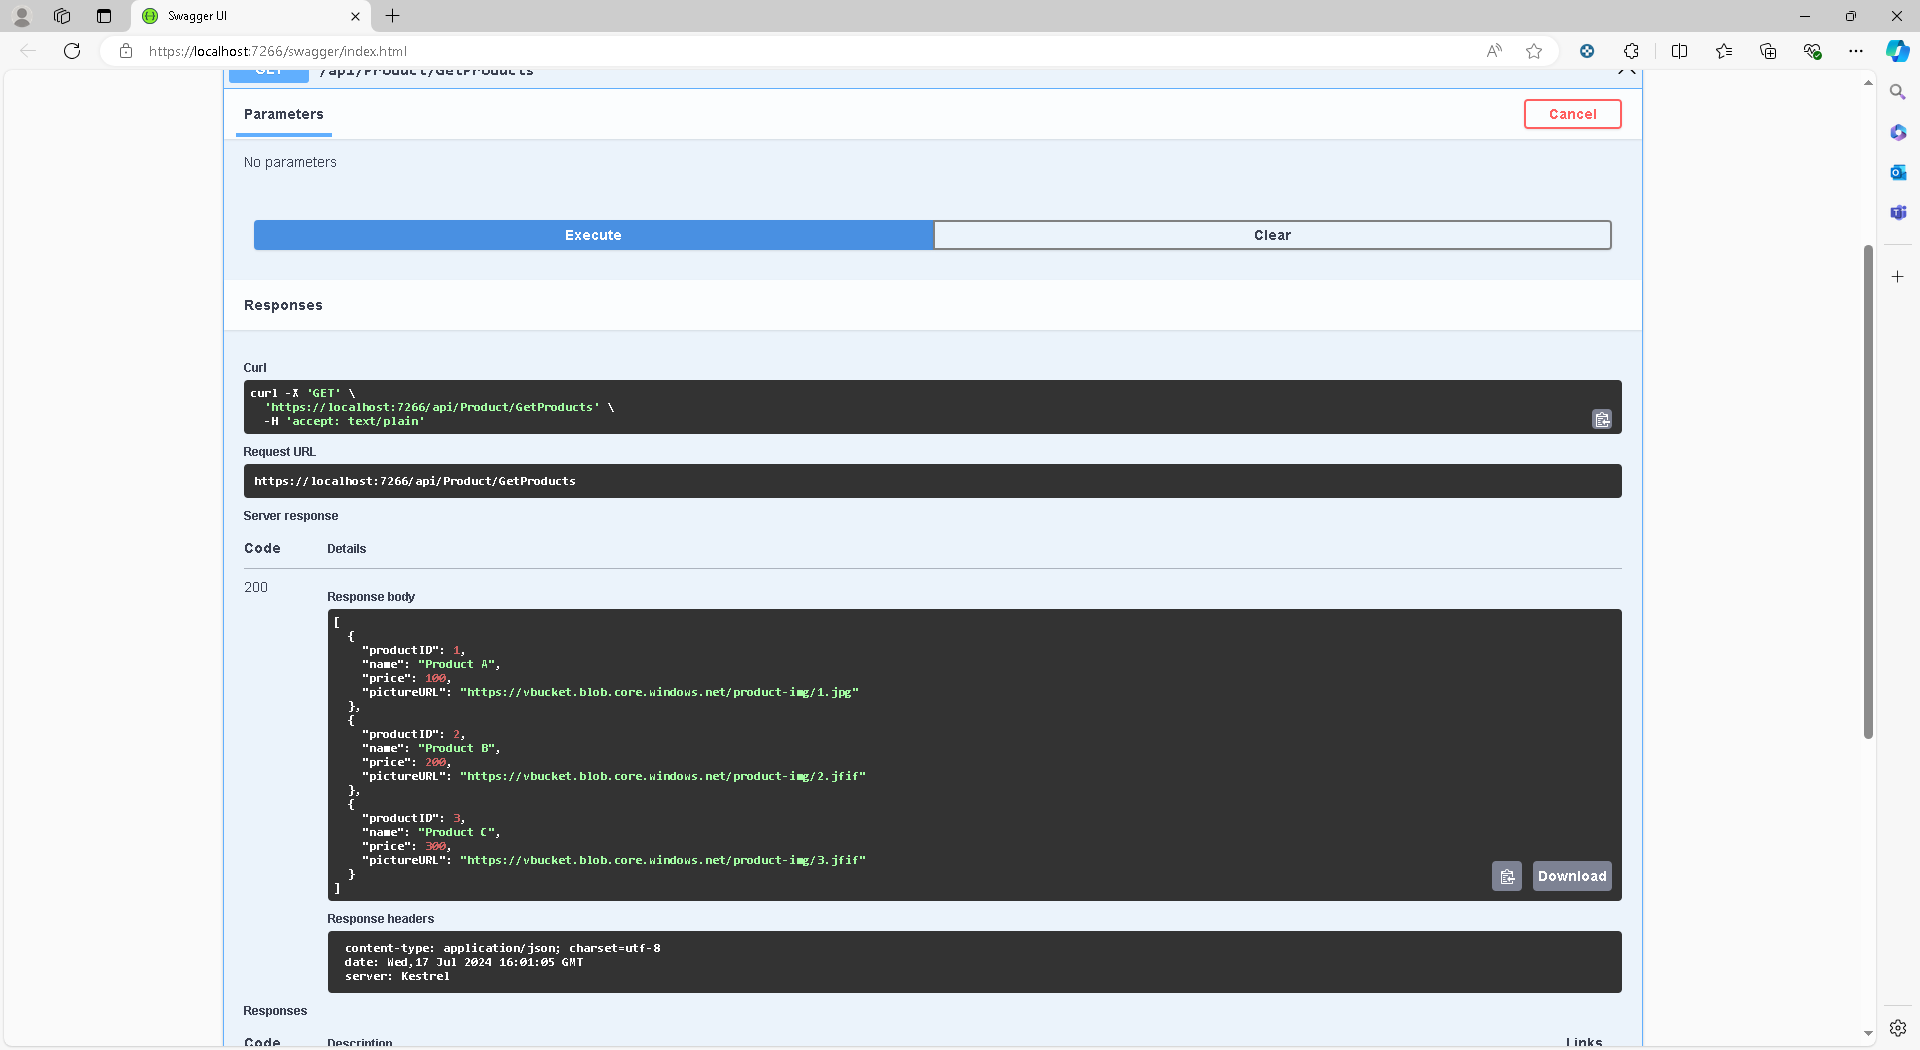 Swagger UI
https://localhost:7266/swagger/index.html
GET /api/Product/GetProducts
Parameters
Cancel
No parameters
Execute
Clear
Responses
Curl
curl -X 'GET' \
'https://localhost:7266/api/Product/GetProducts' \
-H 'accept: text/plain'
Request URL
https://localhost:7266/api/Product/GetProducts
Server response
Code Details
200
Response body
[
{
"productID": 1,
"name": "Product A",
"price": 100,
"pictureURL": "https://vbucket.blob.core.windows.net/product-img/1.jpg"
},
{
"productID": 2,
"name": "Product B",
"price": 200,
"pictureURL": "https://vbucket.blob.core.windows.net/product-img/2.jfif"
},
{
"productID": 3,
"name": "Product C",
"price": 300,
"pictureURL": "https://vbucket.blob.core.windows.net/product-img/3.jfif"
}
]
Download
Response headers
content-type: application/json; charset=utf-8
date: Wed,17 Jul 2024 16:01:05 GMT
server: Kestrel
Responses
Code Description Links